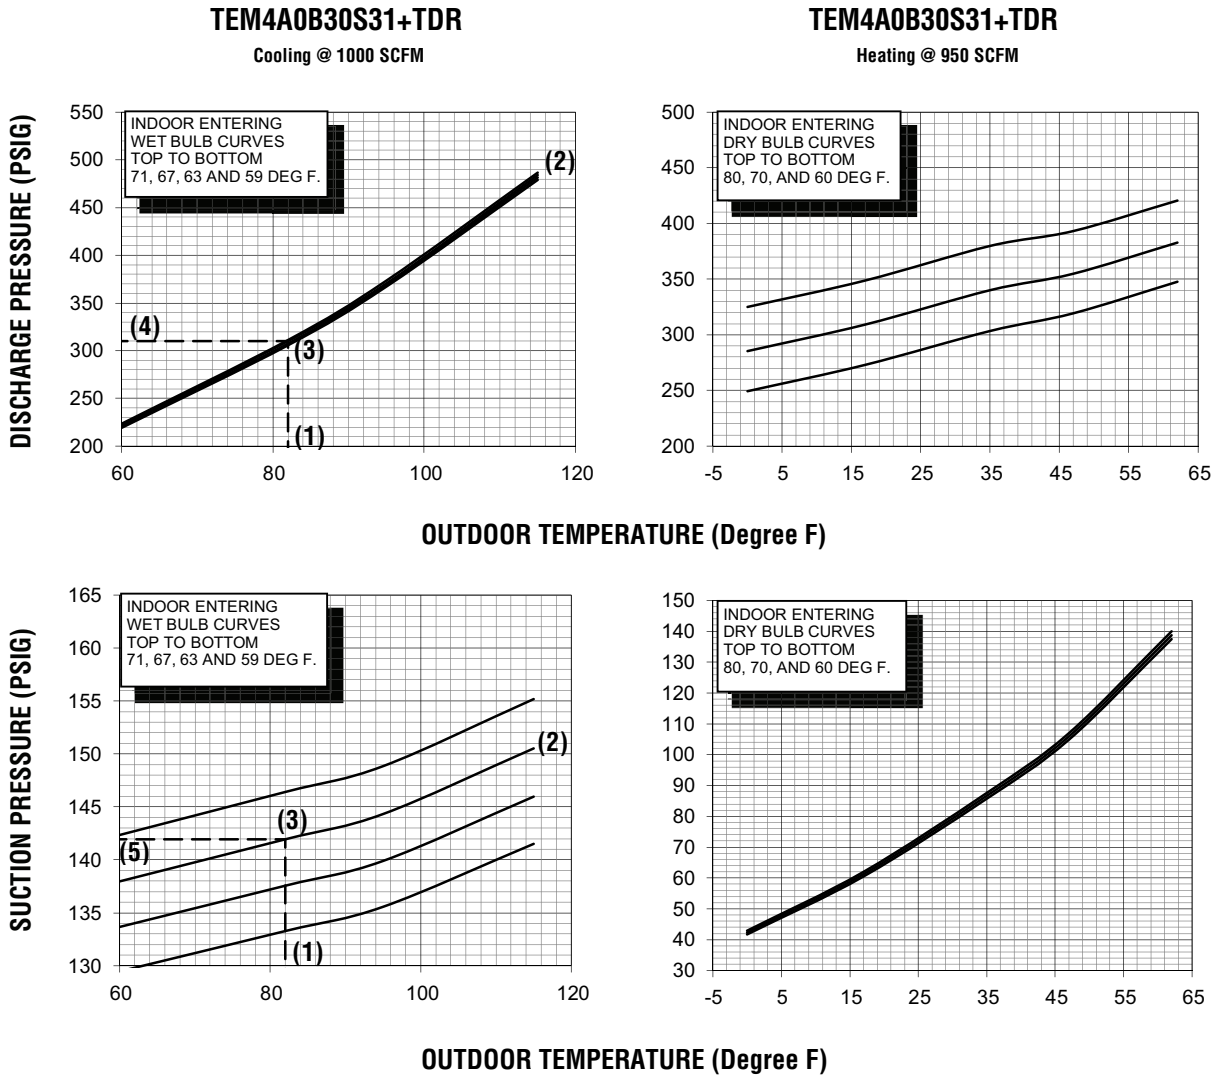 TEM4A0B30S31+TDR
Cooling @ 1000 SCFM
TEM4A0B30S31+TDR
Heating @ 950 SCFM
DISCHARGE PRESSURE (PSIG)
550
500
450
400
350
300
250
200
INDOOR ENTERING
WET BULB CURVES
TOP TO BOTTOM
71, 67, 63 AND 59 DEG F.
(2)
(4)
(3)
(1)
60 80 100 120
500
450
400
350
300
250
200
INDOOR ENTERING
DRY BULB CURVES
TOP TO BOTTOM
80, 70, AND 60 DEG F.
-5 5 15 25 35 45 55 65
OUTDOOR TEMPERATURE (Degree F)
SUCTION PRESSURE (PSIG)
165
160
155
150
145
140
135
130
INDOOR ENTERING
WET BULB CURVES
TOP TO BOTTOM
71, 67, 63 AND 59 DEG F.
(2)
(3)
(5)
(1)
60 80 100 120
150
140
130
120
110
100
90
80
70
60
50
40
30
INDOOR ENTERING
DRY BULB CURVES
TOP TO BOTTOM
80, 70, AND 60 DEG F.
-5 5 15 25 35 45 55 65
OUTDOOR TEMPERATURE (Degree F)